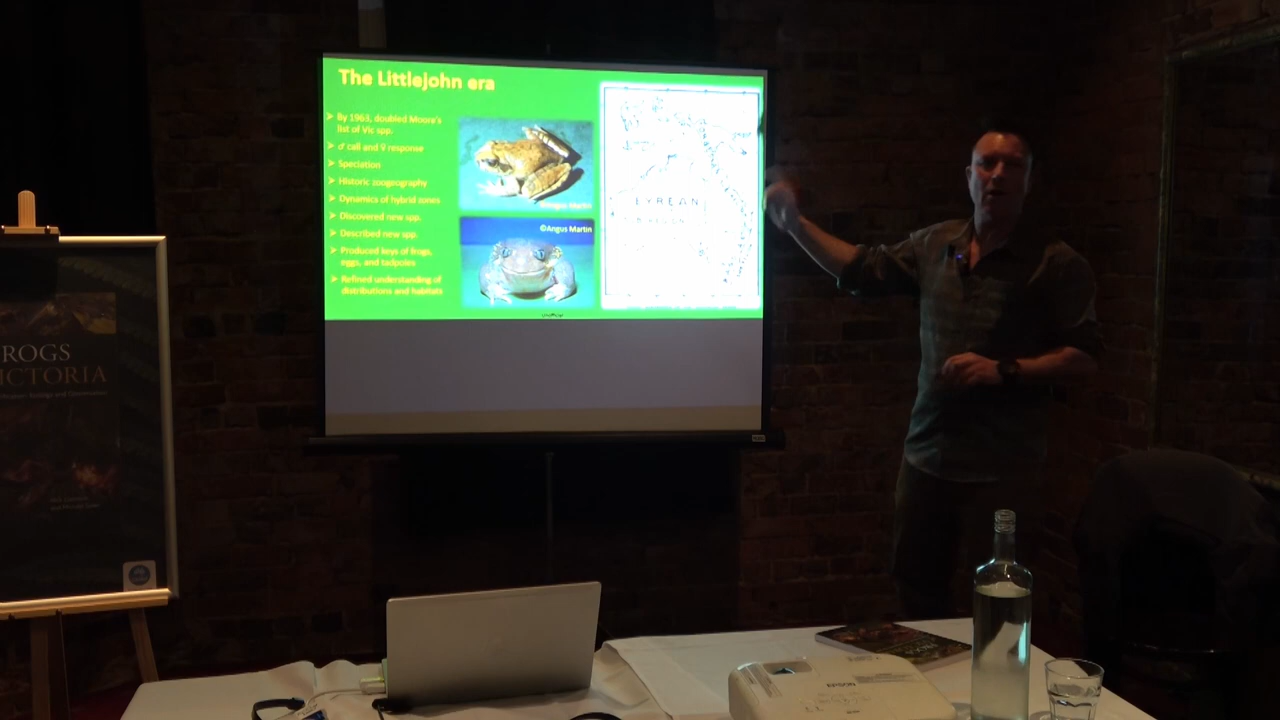 The Littlejohn era
➢ By 1963, doubled Moore's
list of Vic spp.
➢ ♂ call and ♀ response
➢ Speciation
➢ Historic zoogeography
➢ Dynamics of hybrid zones
➢ Discovered new spp.
➢ Described new spp.
➢ Produced keys of frogs,
eggs, and tadpoles
➢ Refined understanding of
distributions and habitats
©Angus Martin
©Angus Martin
EYREAN
ROGS
ICTORIA
EPSON